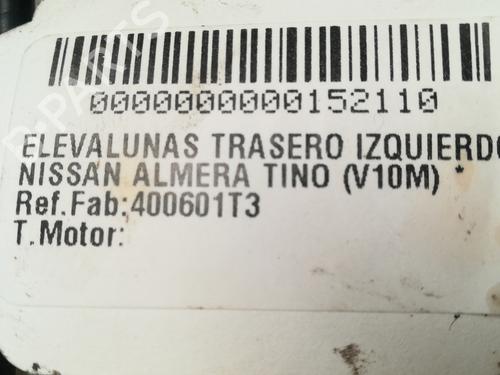 0000000000152110
ELEVALUNAS TRASERO IZQUIERDO
NISSAN ALMERA TINO (V10M) *
Ref.Fab:400601T3
T.Motor: